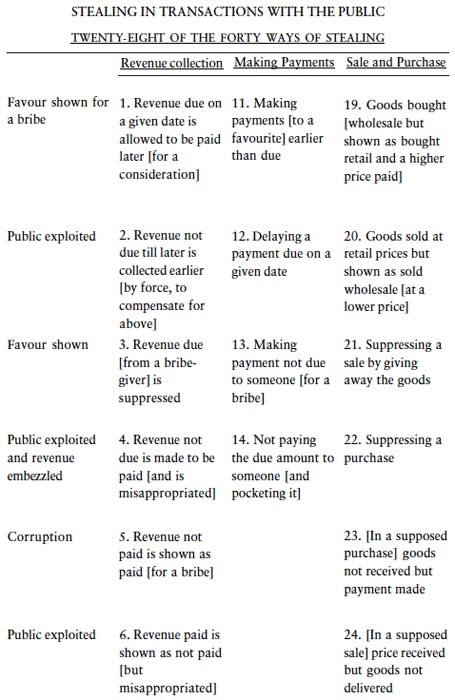 STEALING IN TRANSACTIONS WITH THE PUBLIC
TWENTY-EIGHT OF THE FORTY WAYS OF STEALING
Revenue collection Making Payments Sale and Purchase
Favour shown for
a bribe
1. Revenue due on
a given date is
allowed to be paid
later [for a
consideration]
11. Making
payments [to a
favourite] earlier
than due
19. Goods bought
[wholesale but
shown as bought
retail and a higher
price paid]
Public exploited
2. Revenue not
due till later is
collected earlier
[by force, to
compensate for
above]
12. Delaying a
payment due on a
given date
20. Goods sold at
retail prices but
shown as sold
wholesale [at a
lower price]
Favour shown
3. Revenue due
[from a bribe-
giver] is
suppressed
13. Making
payment not due
to someone [for a
bribe]
21. Suppressing a
sale by giving
away the goods
Public exploited
and revenue
embezzled
4. Revenue not
due is made to be
paid [and is
misappropriated]
14. Not paying
the due amount to
someone [and
pocketing it]
22. Suppressing a
purchase
Corruption
5. Revenue not
paid is shown as
paid [for a bribe]
23. [In a supposed
purchase] goods
not received but
payment made
Public exploited
6. Revenue paid is
shown as not paid
[but
misappropriated]
24. [In a supposed
sale] price received
but goods not
delivered